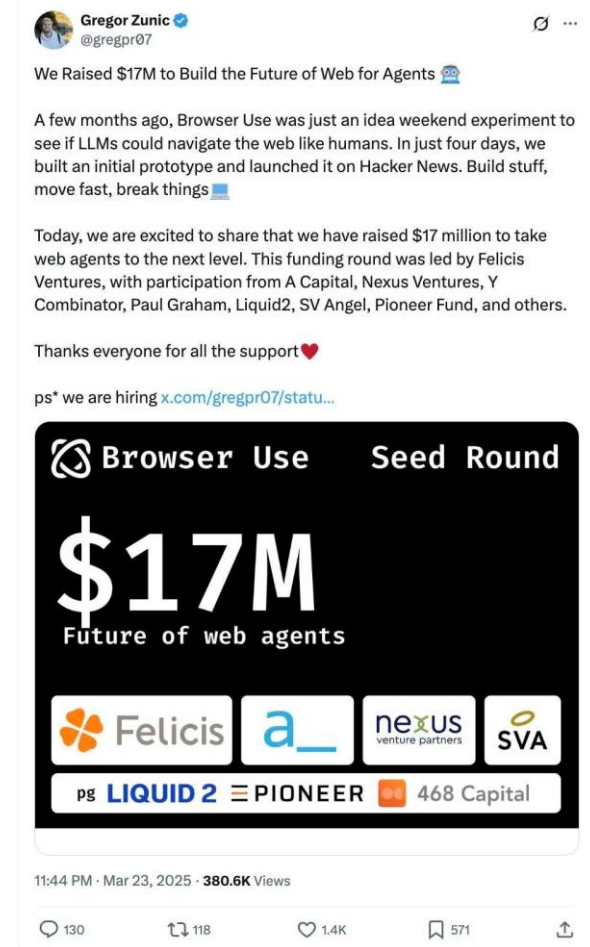 Gregor Zunic
@gregpr07
We Raised $17M to Build the Future of Web for Agents 🤖
A few months ago, Browser Use was just an idea weekend experiment to
see if LLMs could navigate the web like humans. In just four days, we
built an initial prototype and launched it on Hacker News. Build stuff,
move fast, break things💻
Today, we are excited to share that we have raised $17 million to take
web agents to the next level. This funding round was led by Felicis
Ventures, with participation from A Capital, Nexus Ventures, Y
Combinator, Paul Graham, Liquid2, SV Angel, Pioneer Fund, and others.
Thanks everyone for all the support❤️
ps* we are hiring x.com/gregpr07/statu...
Browser Use Seed Round
$17M
Future of web agents
Felicis a_ nexus venture partners SVA
pg LIQUID 2 PIONEER 468 Capital
11:44 PM · Mar 23, 2025 · 380.6K Views
130 118 1.4K 571